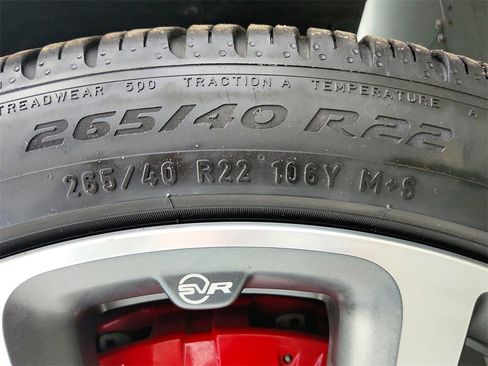 TREADWEAR 500 TRACTION A TEMPERATURE A
265/40 R22
265/40 R22 106Y M+S
SVR